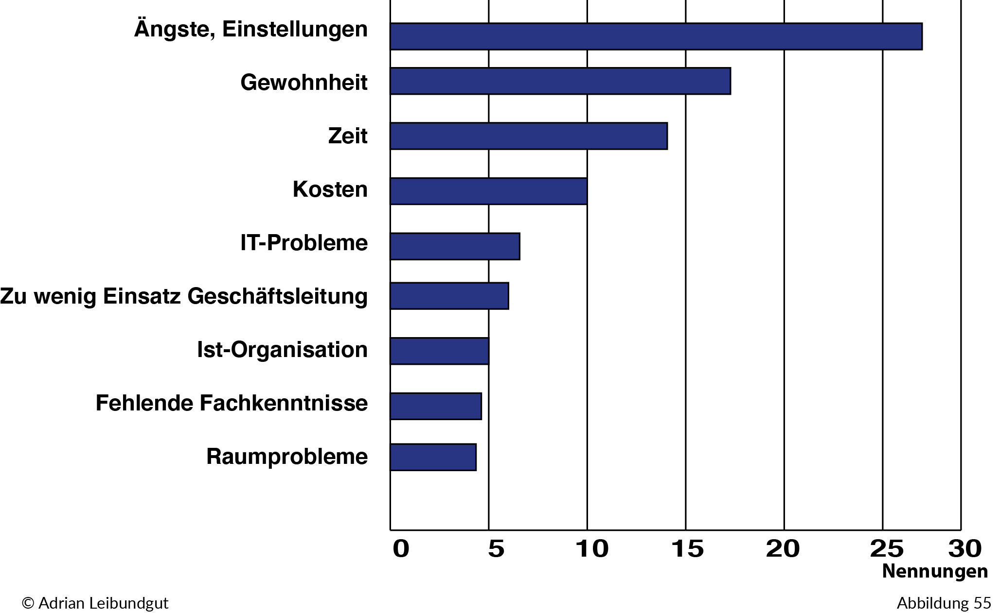 Ängste, Einstellungen
Gewohnheit
Zeit
Kosten
IT-Probleme
Zu wenig Einsatz Geschäftsleitung
Ist-Organisation
Fehlende Fachkenntnisse
Raumprobleme
0 5 10 15 20 25 30
Nennungen
© Adrian Leibundgut Abbildung 55